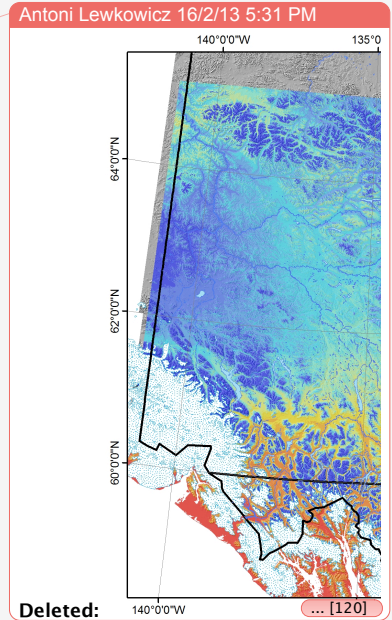 Antoni Lewkowicz 16/2/13 5:31 PM
140°0'0"W 135°0
64°0'0"N
62°0'0"N
60°0'0"N
140°0'0"W
Deleted: ... [120]